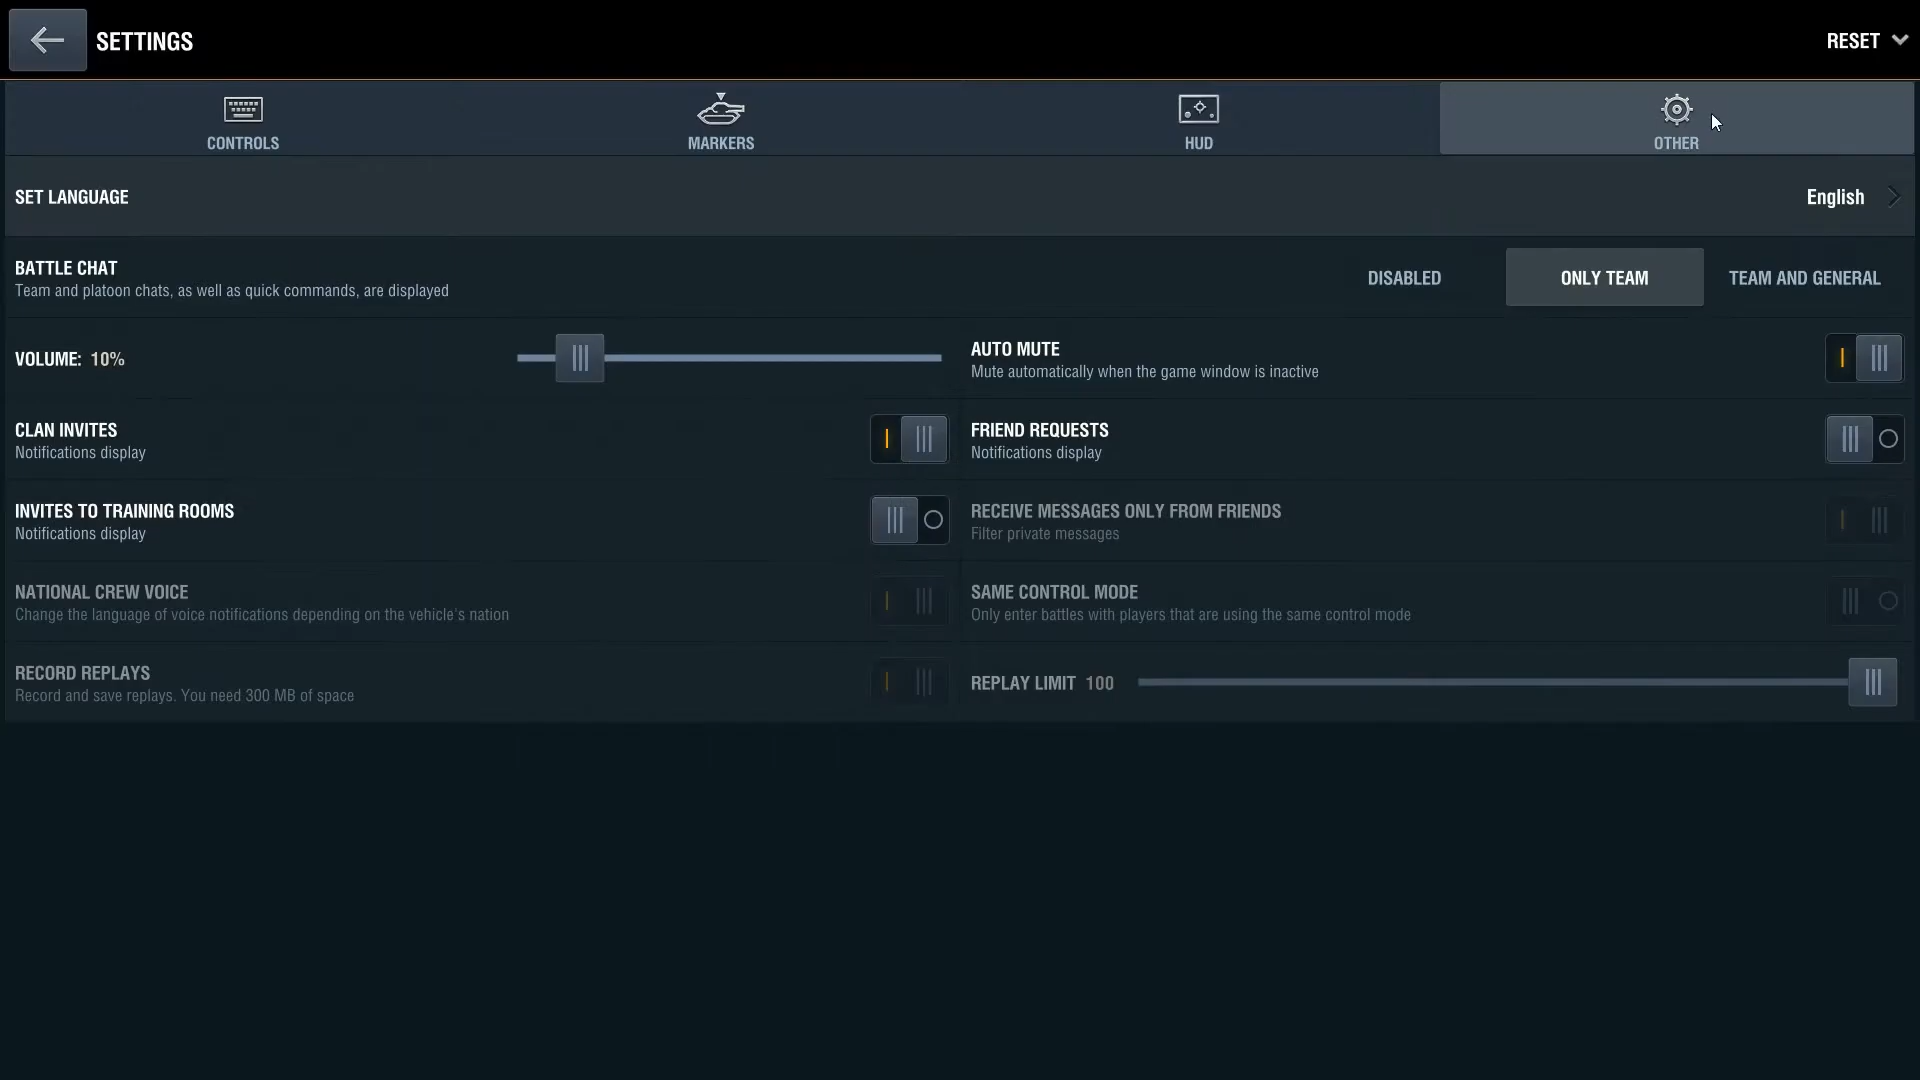 SETTINGS
RESET
CONTROLS
MARKERS
HUD
OTHER
SET LANGUAGE
English
BATTLE CHAT
Team and platoon chats, as well as quick commands, are displayed
DISABLED
ONLY TEAM
TEAM AND GENERAL
VOLUME: 10%
AUTO MUTE
Mute automatically when the game window is inactive
CLAN INVITES
Notifications display
FRIEND REQUESTS
Notifications display
INVITES TO TRAINING ROOMS
Notifications display
RECEIVE MESSAGES ONLY FROM FRIENDS
Filter private messages
NATIONAL CREW VOICE
Change the language of voice notifications depending on the vehicle's nation
SAME CONTROL MODE
Only enter battles with players that are using the same control mode
RECORD REPLAYS
Record and save replays. You need 300 MB of space
REPLAY LIMIT 100